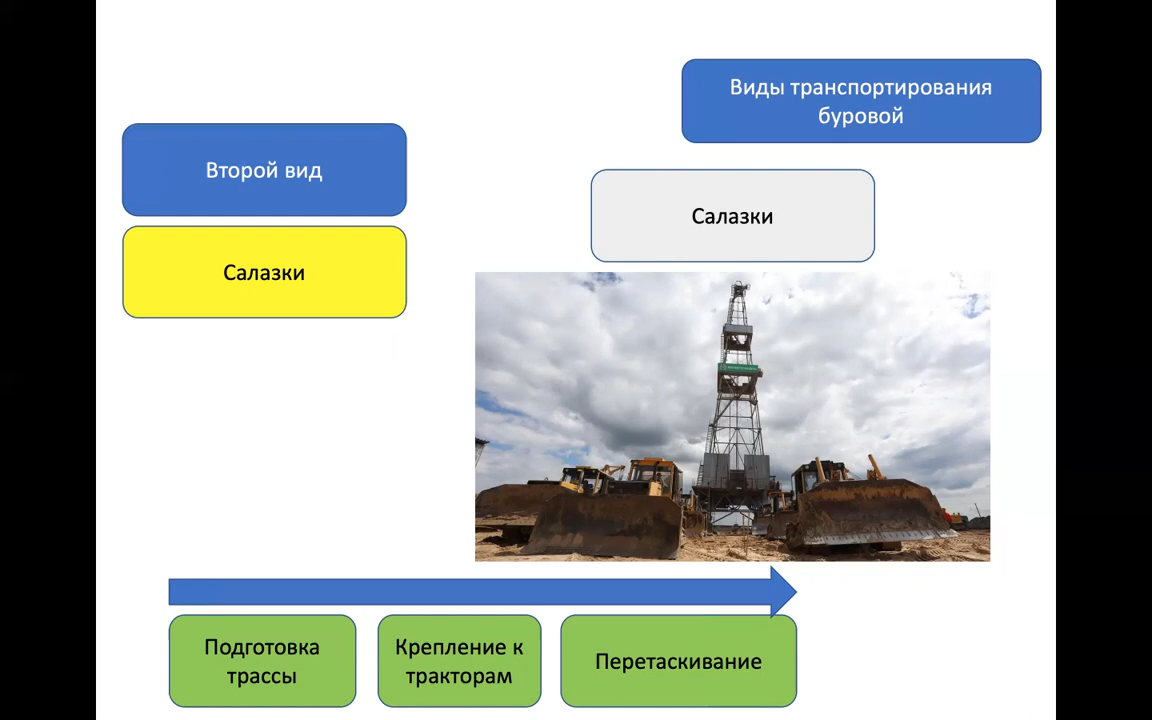 Виды транспортирования
буровой
Второй вид
Салазки
Салазки
Подготовка
трассы
Крепление к
тракторам
Перетаскивание